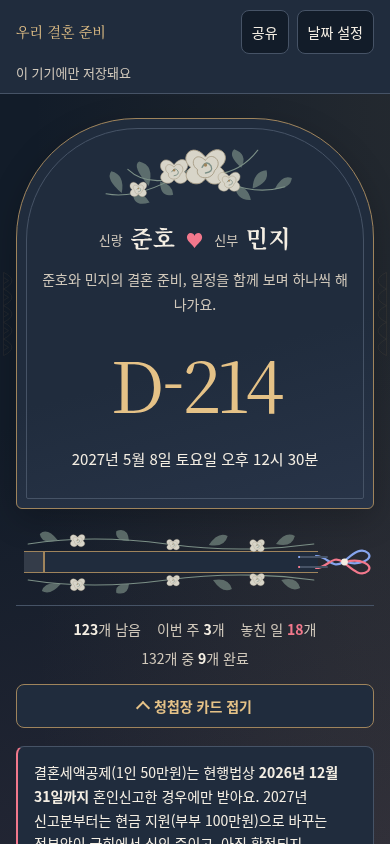 우리 결혼 준비
공유
날짜 설정
이 기기에만 저장돼요
신랑 준호 ♥ 신부 민지
준호와 민지의 결혼 준비, 일정을 함께 보며 하나씩 해
나가요.
D-214
2027년 5월 8일 토요일 오후 12시 30분
123개 남음 이번 주 3개 놓친 일 18개
132개 중 9개 완료
청첩장 카드 접기
결혼세액공제(1인 50만원)는 현행법상 2026년 12월
31일까지 혼인신고한 경우에만 받아요. 2027년
신고분부터는 현금 지원(부부 100만원)으로 바꾸는